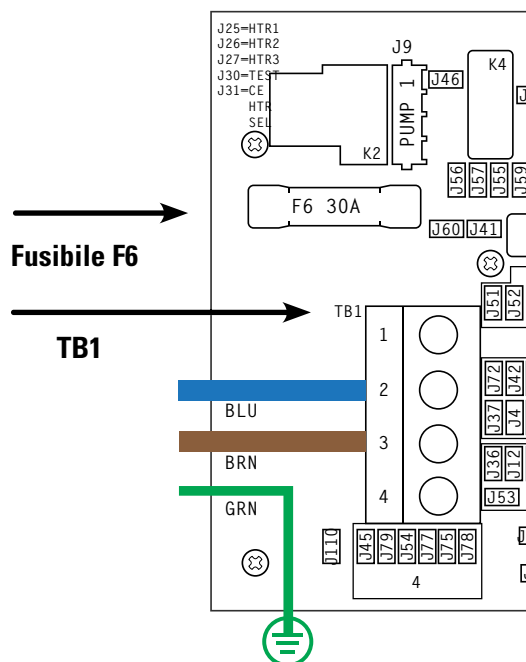 J25=HTR1
J26=HTR2
J27=HTR3
J30=TEST
J31=CE
HTR
SEL
J9
PUMP 1
K2
J46
K4
J56
J57
J55
J59
F6 30A
J60
J41
Fusibile F6
TB1
TB1
1
2
3
4
J51
J52
J72
J42
J37
J4
J36
J12
J53
BLU
BRN
GRN
J110
J45
J79
J54
J77
J75
J78
4